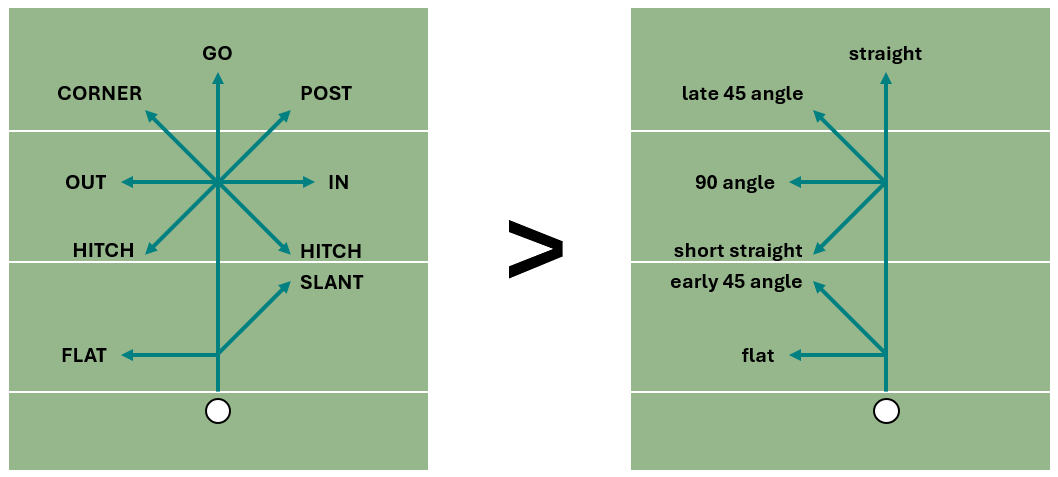 GO
CORNER
POST
OUT
IN
HITCH
HITCH
SLANT
FLAT
>
straight
late 45 angle
90 angle
short straight
early 45 angle
flat